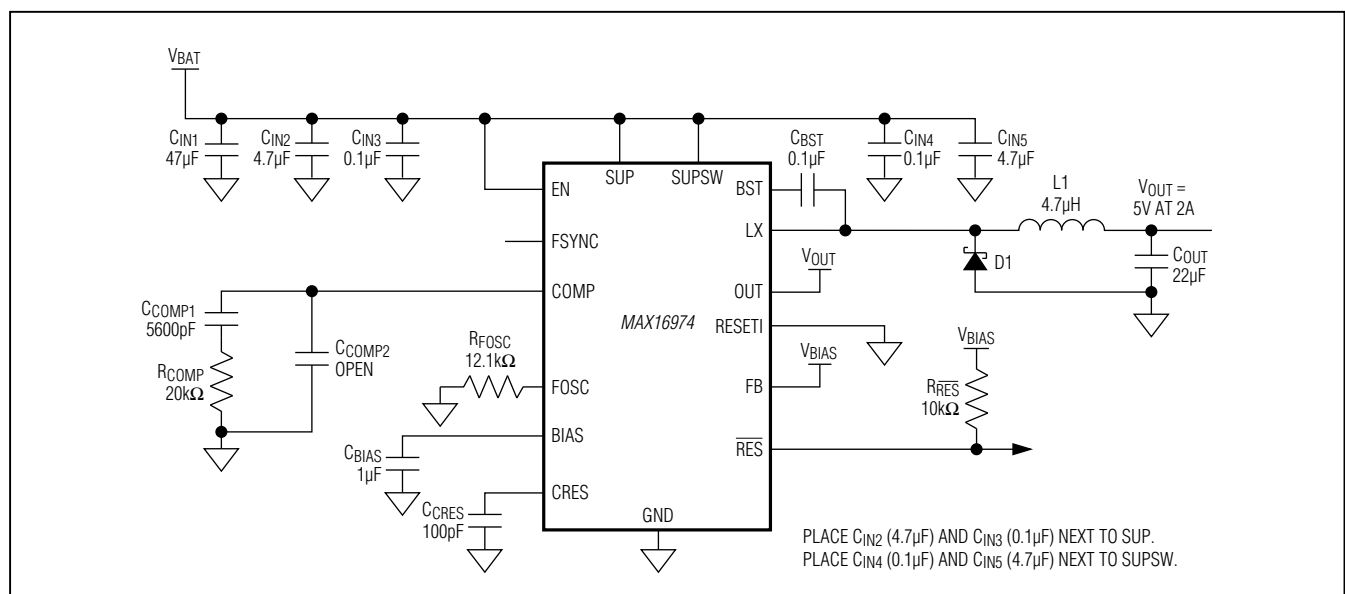 VBAT
CIN1
47µF
CIN2
4.7µF
CIN3
0.1µF
CBST
0.1µF
CIN4
0.1µF
CIN5
4.7µF
SUP
SUPSW
EN
BST
L1
4.7µH
VOUT =
5V AT 2A
FSYNC
LX
D1
COUT
22µF
VOUT
COMP
OUT
CCOMP1
5600pF
MAX16974
RESETI
CCOMP2
OPEN
RFOSC
12.1kΩ
VBIAS
VBIAS
RCOMP
20kΩ
FOSC
FB
RRES
10kΩ
BIAS
RES
CBIAS
1µF
CRES
CCRES
100pF
GND
PLACE CIN2 (4.7µF) AND CIN3 (0.1µF) NEXT TO SUP.
PLACE CIN4 (0.1µF) AND CIN5 (4.7µF) NEXT TO SUPSW.